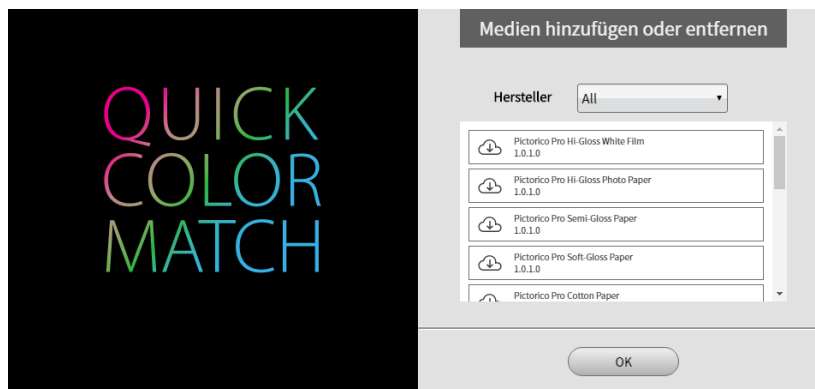 QUICK
COLOR
MATCH
Medien hinzufügen oder entfernen
Hersteller All
Pictorico Pro Hi-Gloss White Film
1.0.1.0
Pictorico Pro Hi-Gloss Photo Paper
1.0.1.0
Pictorico Pro Semi-Gloss Paper
1.0.1.0
Pictorico Pro Soft-Gloss Paper
1.0.1.0
Pictorico Pro Cotton Paper
OK